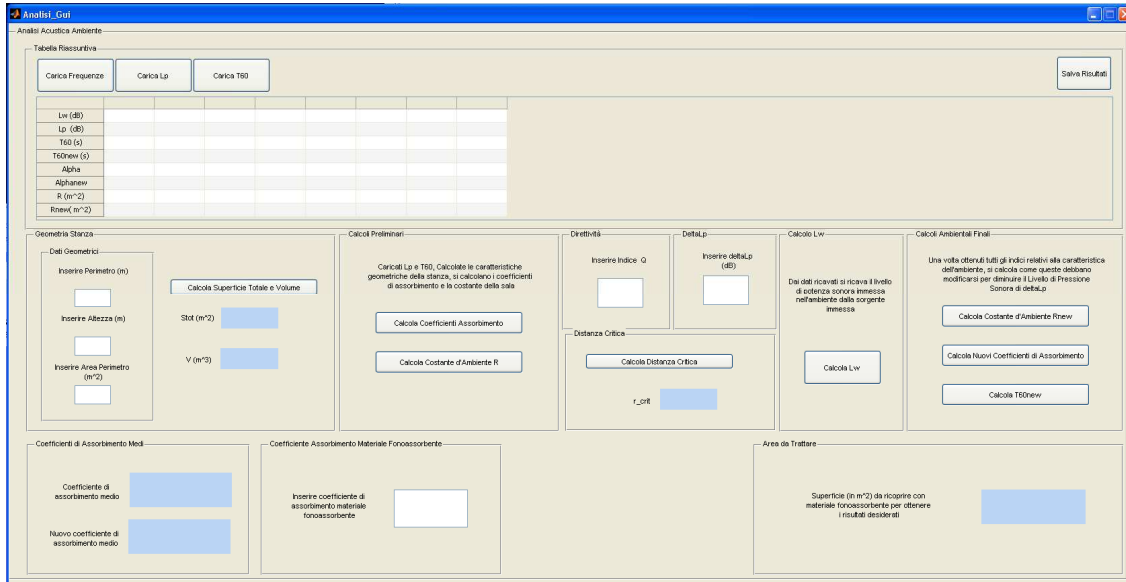 Analisi_Gui
Analisi Acustica Ambiente
Tabella Riassuntiva
Carica Frequenze
Carica Lp
Carica T60
Salva Risultati
Lw (dB)
Lp (dB)
T60 (s)
T60new (s)
Alpha
Alphanew
R (m^2)
Rnew( m^2)
Geometria Stanza
Dati Geometrici
Inserire Perimetro (m)
Inserire Altezza (m)
Inserire Area Perimetro
(m^2)
Calcola Superficie Totale e Volume
Stot (m^2)
V (m^3)
Calcoli Preliminari
Caricati Lp e T60, Calcolate le caratteristiche
geometriche della stanza, si calcolano i coefficienti
di assorbimento e la costante della sala
Calcola Coefficienti Assorbimento
Calcola Costante d'Ambiente R
Direttività
Inserire Indice Q
DeltaLp
Inserire deltaLp
(dB)
Distanza Critica
Calcola Distanza Critica
r_crit
Calcolo Lw
Dai dati ricavati si ricava il livello
di potenza sonora immessa
nell'ambiente dalla sorgente
immessa
Calcola Lw
Calcoli Ambientali Finali
Una volta ottenuti tutti gli indici relativi alla caratteristica
dell'ambiente, si calcola come queste debbano
modificarsi per diminuire il Livello di Pressione
Sonora di deltaLp
Calcola Costante d'Ambiente Rnew
Calcola Nuovi Coefficienti di Assorbimento
Calcola T60new
Coefficienti di Assorbimento Medi
Coefficiente di
assorbimento medio
Nuovo coefficiente di
assorbimento medio
Coefficiente Assorbimento Materiale Fonoassorbente
Inserire coefficiente di
assorbimento materiale
fonoassorbente
Area da Trattare
Superficie (in m^2) da ricoprire con
materiale fonoassorbente per ottenere
i risultati desiderati